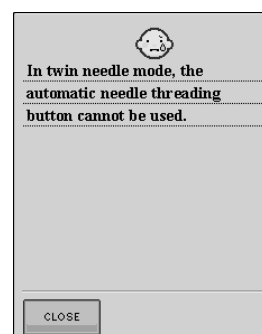 In twin needle mode, the
automatic needle threading
button cannot be used.
CLOSE